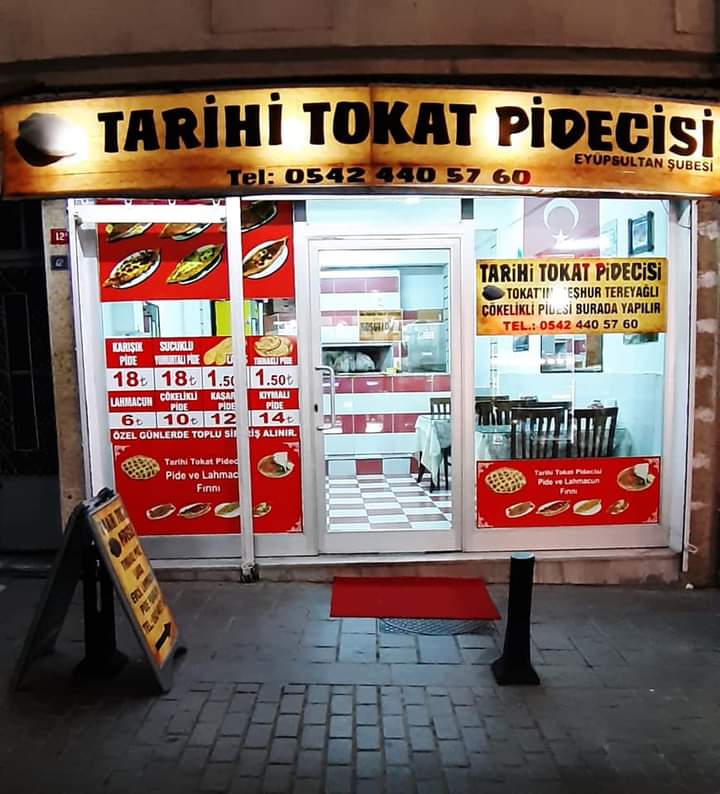 TARİHİ TOKAT PİDECİSİ
EYÜPSULTAN ŞUBESİ
Tel: 0542 440 57 60
TARİHİ TOKAT PİDECİSİ
TOKAT'IN MEŞHUR TEREYAĞLI
ÇÖKELİKLİ PİDESİ BURADA YAPILIR
TEL.: 0542 440 57 60
KARIŞIK PİDE
18₺
SUCUKLU YUMURTALI PİDE
18₺
1.50
TIRNAKLI PİDE
1.50₺
LAHMACUN
6₺
ÇÖKELİKLİ PİDE
10₺
KAŞAR PİDE
12
KIYMALI PİDE
14₺
ÖZEL GÜNLERDE TOPLU SİPARİŞ ALINIR.
Tarihi Tokat Pidecisi
Pide ve Lahmacun
Fırını
Tarihi Tokat Pidecisi
Pide ve Lahmacun
Fırını
TARİHİ TOKAT